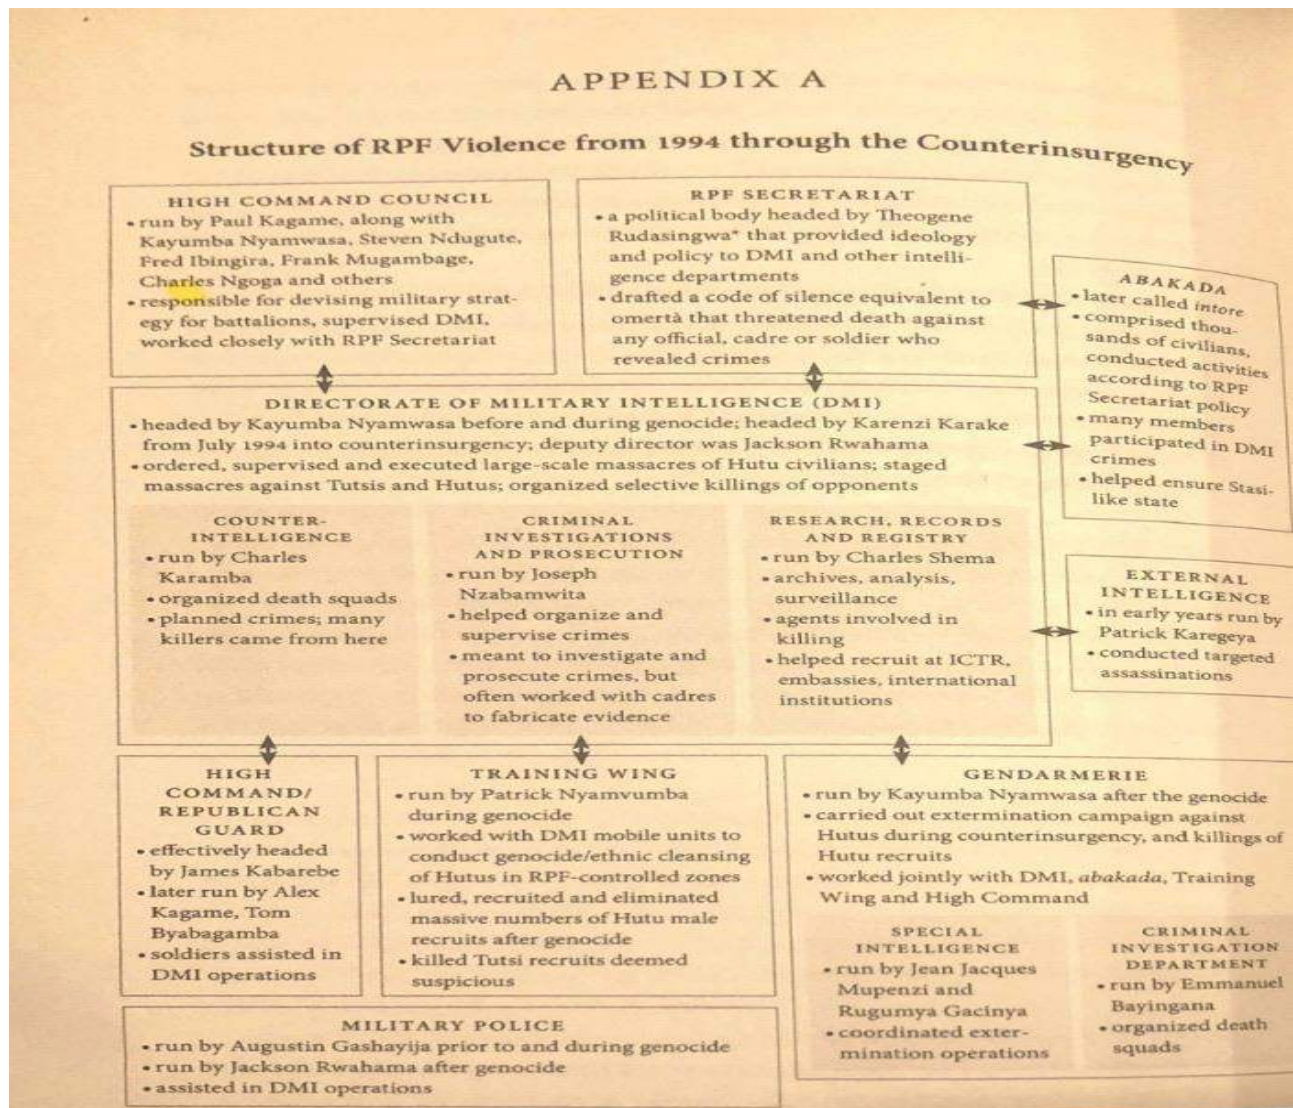 APPENDIX A
Structure of RPF Violence from 1994 through the Counterinsurgency
HIGH COMMAND COUNCIL
• run by Paul Kagame, along with
Kayumba Nyamwasa, Steven Ndugute,
Fred Ibingira, Frank Mugambage,
Charles Ngoga and others
• responsible for devising military strat-
egy for battalions, supervised DMI,
worked closely with RPF Secretariat
RPF SECRETARIAT
• a political body headed by Theogene
Rudasingwa* that provided ideology
and policy to DMI and other intelli-
gence departments
• drafted a code of silence equivalent to
omertà that threatened death against
any official, cadre or soldier who
revealed crimes
ABAKADA
• later called intore
• comprised thou-
sands of civilians,
conducted activities
according to RPF
Secretariat policy
• many members
participated in DMI
crimes
• helped ensure Stasi-
like state
DIRECTORATE OF MILITARY INTELLIGENCE (DMI)
• headed by Kayumba Nyamwasa before and during genocide; headed by Karenzi Karake
from July 1994 into counterinsurgency; deputy director was Jackson Rwahama
• ordered, supervised and executed large-scale massacres of Hutu civilians; staged
massacres against Tutsis and Hutus; organized selective killings of opponents
COUNTER-
INTELLIGENCE
• run by Charles
Karamba
• organized death squads
• planned crimes; many
killers came from here
CRIMINAL
INVESTIGATIONS
AND PROSECUTION
• run by Joseph
Nzabamwita
• helped organize and
supervise crimes
• meant to investigate and
prosecute crimes, but
often worked with cadres
to fabricate evidence
RESEARCH, RECORDS
AND REGISTRY
• run by Charles Shema
• archives, analysis,
surveillance
• agents involved in
killing
• helped recruit at ICTR,
embassies, international
institutions
EXTERNAL
INTELLIGENCE
• in early years run by
Patrick Karegeya
• conducted targeted
assassinations
HIGH
COMMAND/
REPUBLICAN
GUARD
• effectively headed
by James Kabarebe
• later run by Alex
Kagame, Tom
Byabagamba
• soldiers assisted in
DMI operations
TRAINING WING
• run by Patrick Nyamvumba
during genocide
• worked with DMI mobile units to
conduct genocide/ethnic cleansing
of Hutus in RPF-controlled zones
• lured, recruited and eliminated
massive numbers of Hutu male
recruits after genocide
• killed Tutsi recruits deemed
suspicious
GENDARMERIE
• run by Kayumba Nyamwasa after the genocide
• carried out extermination campaign against
Hutus during counterinsurgency, and killings of
Hutu recruits
• worked jointly with DMI, abakada, Training
Wing and High Command
SPECIAL
INTELLIGENCE
• run by Jean Jacques
Mupenzi and
Rugumya Gacinya
• coordinated exter-
mination operations
CRIMINAL
INVESTIGATION
DEPARTMENT
• run by Emmanuel
Bayingana
• organized death
squads
MILITARY POLICE
• run by Augustin Gashayija prior to and during genocide
• run by Jackson Rwahama after genocide
• assisted in DMI operations